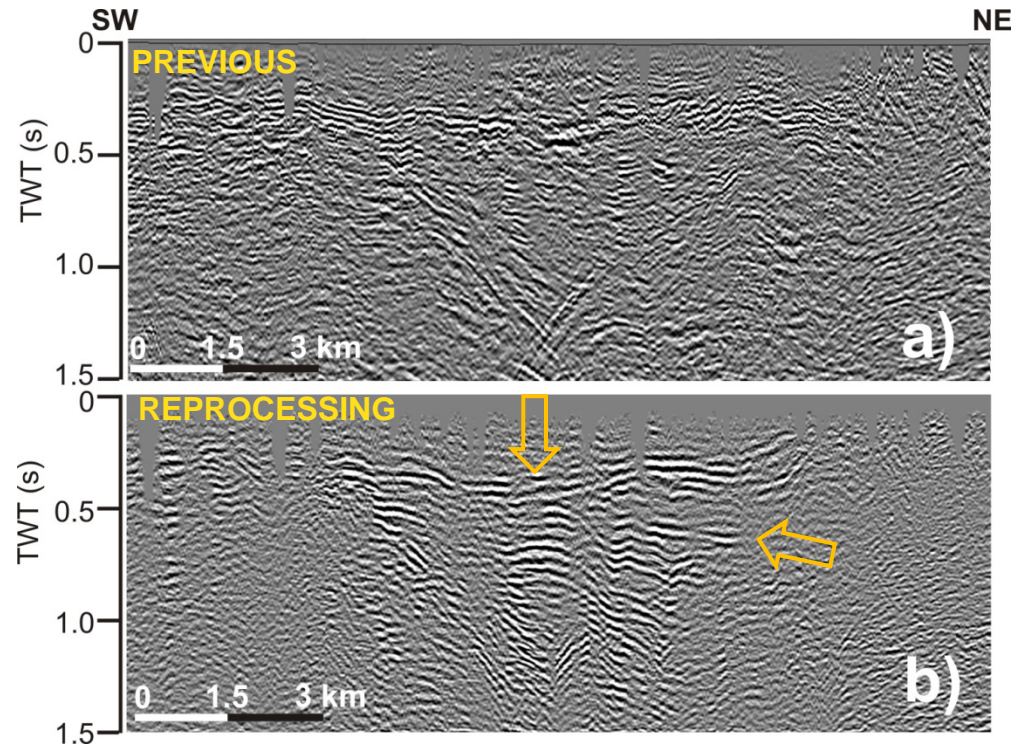 SW NE
0
PREVIOUS
TWT (s)
0.5
1.0
0 1.5 3 km
a)
1.5
0
REPROCESSING
TWT (s)
0.5
1.0
0 1.5 3 km
b)
1.5